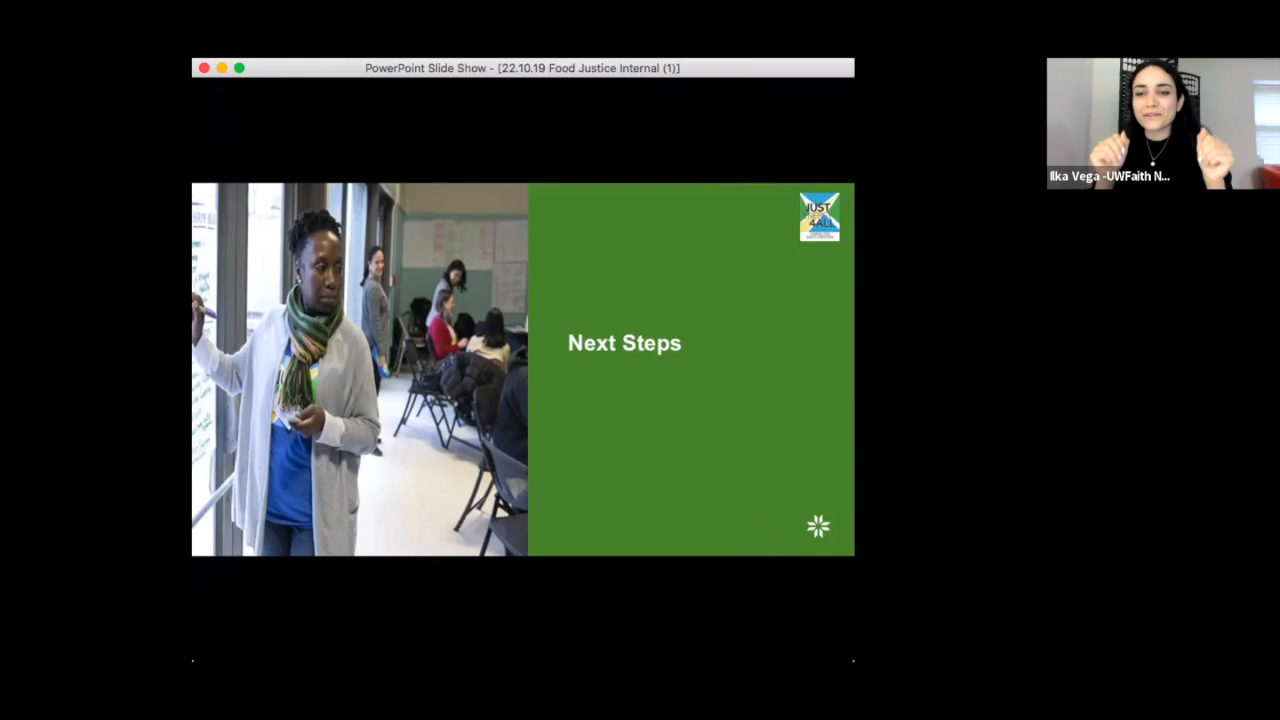 PowerPoint Slide Show - [22.10.19 Food Justice Internal (1)]
JUST
4ALL
Next Steps
Ilka Vega -UWFaith N...